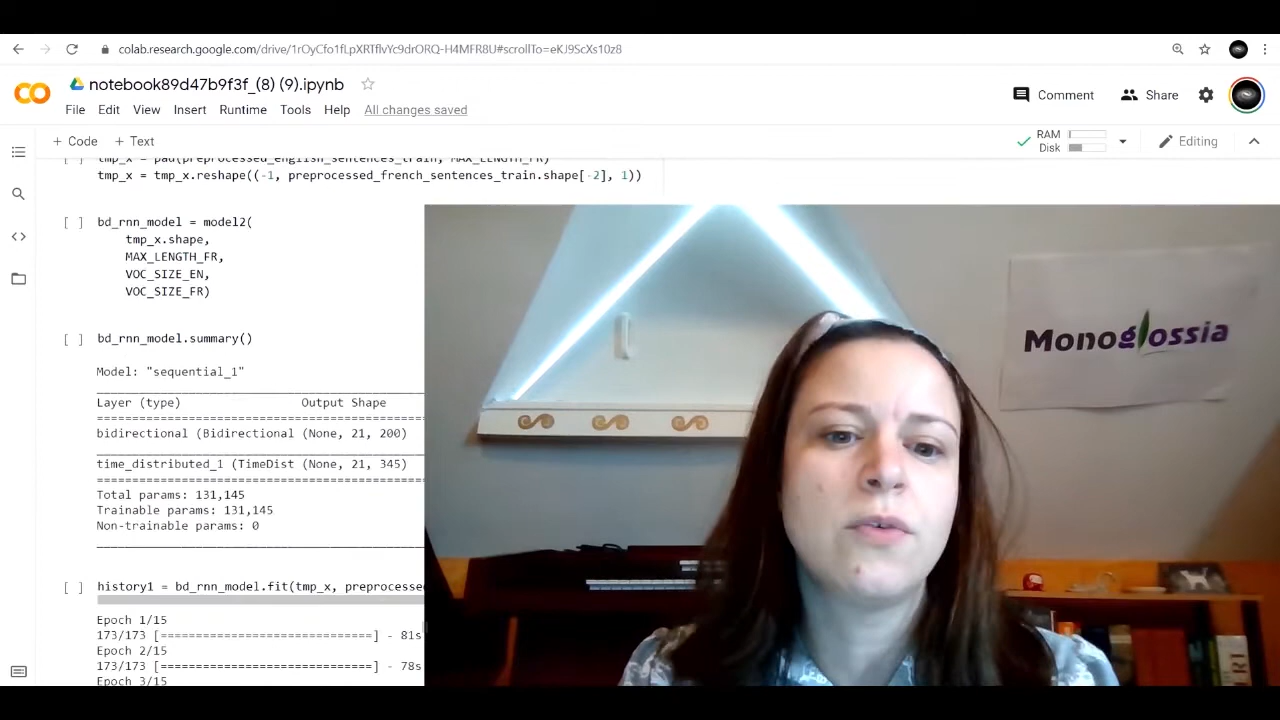 colab.research.google.com/drive/1rOyCfo1fLpXRTflvYc9drORQ-H4MFR8U#scrollTo=eKJ9ScXs10z8
notebook89d47b9f3f_(8) (9).ipynb
Comment
Share
File Edit View Insert Runtime Tools Help All changes saved
+ Code + Text
RAM
Disk
Editing
[ ] tmp_x = pad(preprocessed_english_sentences_train, MAX_LENGTH_FR)
tmp_x = tmp_x.reshape((-1, preprocessed_french_sentences_train.shape[-2], 1))
[ ] bd_rnn_model = model2(
tmp_x.shape,
MAX_LENGTH_FR,
VOC_SIZE_EN,
VOC_SIZE_FR)
[ ] bd_rnn_model.summary()
Model: "sequential_1"
Layer (type) Output Shape
bidirectional (Bidirectional (None, 21, 200)
time_distributed_1 (TimeDist (None, 21, 345)
Total params: 131,145
Trainable params: 131,145
Non-trainable params: 0
[ ] history1 = bd_rnn_model.fit(tmp_x, preprocessed
Epoch 1/15
173/173 [==============================] - 81s
Epoch 2/15
173/173 [==============================] - 78s
Epoch 3/15
Monoglossia